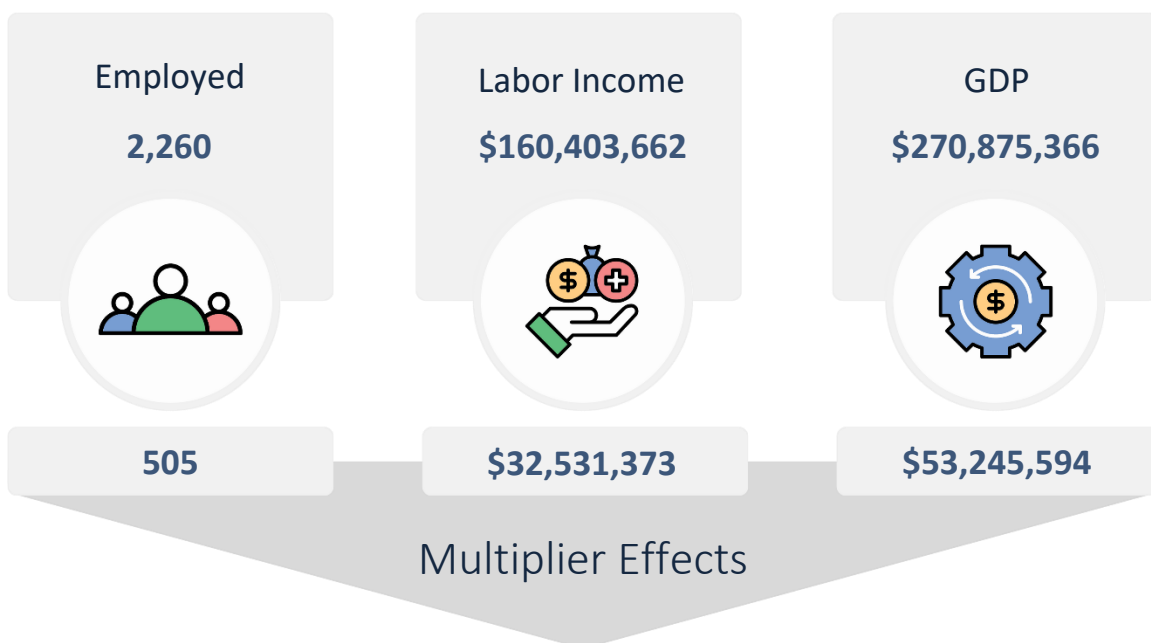 Employed
2,260
Labor Income
$160,403,662
GDP
$270,875,366
$
$
505
$32,531,373
$53,245,594
Multiplier Effects